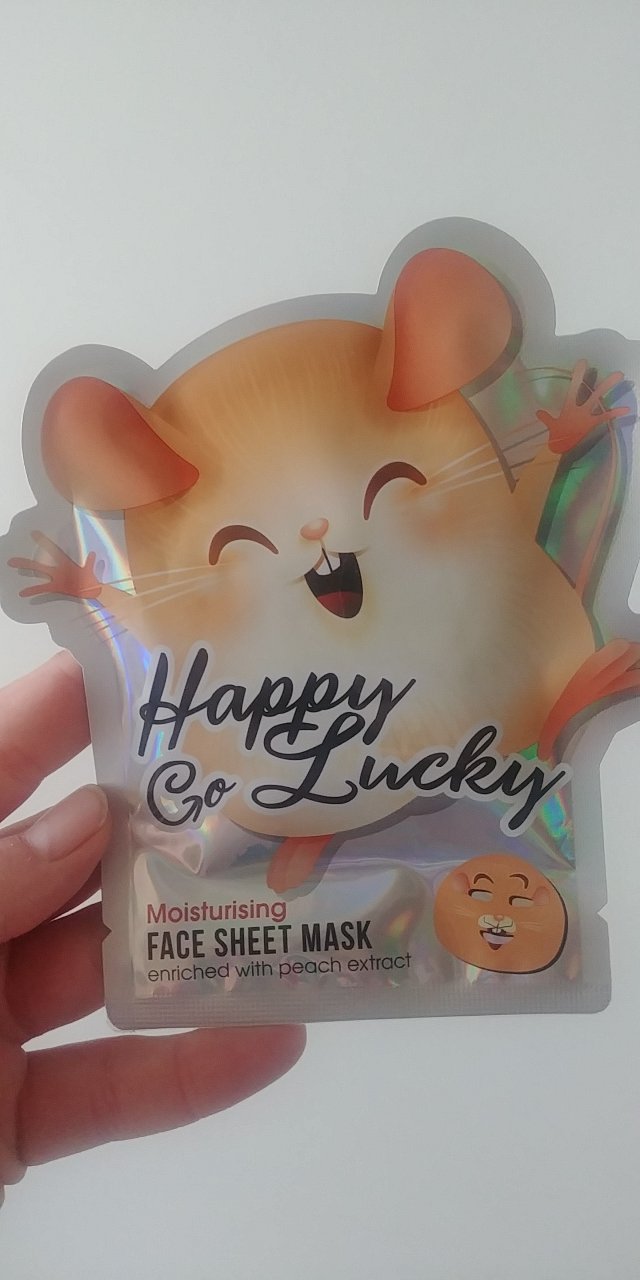 Happy
Go Lucky
Moisturising
FACE SHEET MASK
enriched with peach extract